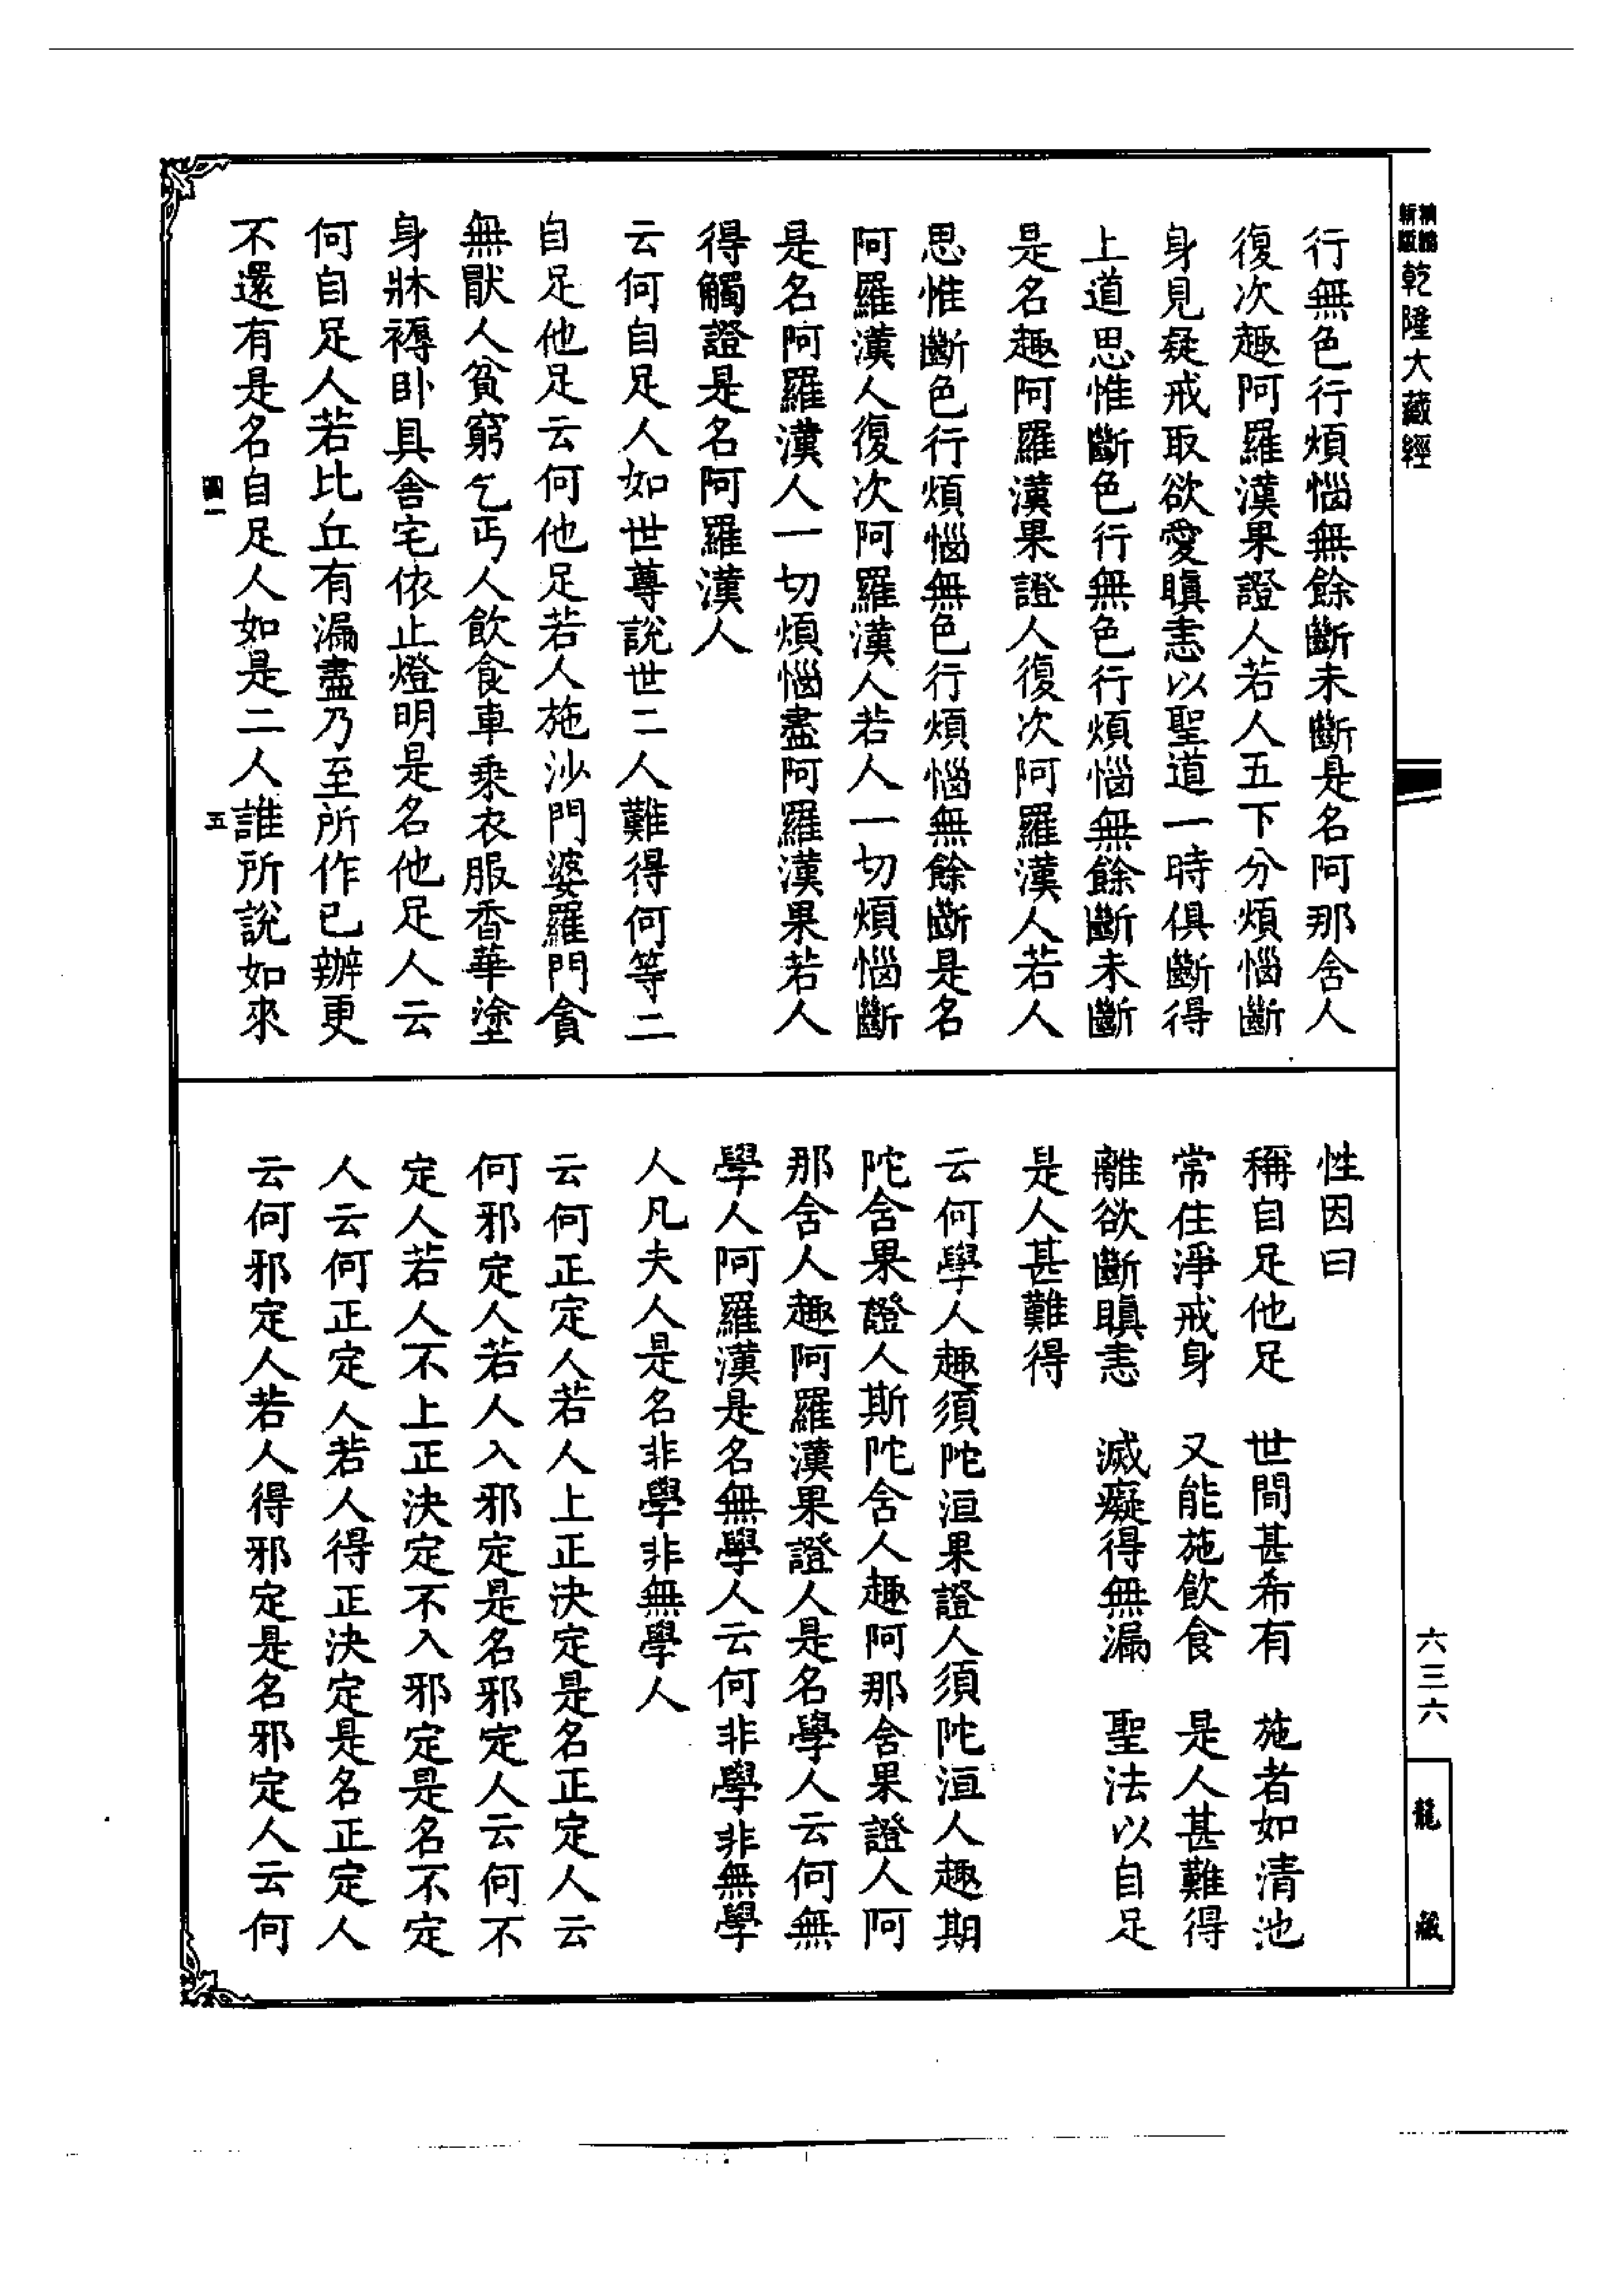 精編
新版
乾隆大藏經
行無色行煩惱無餘斷未斷是名阿那舍人
復次趣阿羅漢果證人若人五下分煩惱斷
身見疑戒取欲愛瞋恚以聖道一時俱斷得
上道思惟斷色行無色行煩惱無餘斷未斷
是名趣阿羅漢果證人復次阿羅漢人若人
思惟斷色行煩惱無色行煩惱無餘斷是名
阿羅漢人復次阿羅漢人若人一切煩惱斷
是名阿羅漢人一切煩惱盡阿羅漢果若人
得觸證是名阿羅漢人
云何自足人如世尊說世二人難得何等二
自足他足云何他足若人施沙門婆羅門貪
無猒人貧窮乞丐人飲食車乘衣服香華塗
身牀褥臥具舍宅依止燈明是名他足人云
何自足人若比丘有漏盡乃至所作已辦更
不還有是名自足人如是二人誰所說如來
圖一
五
性因曰
稱自足他足　世間甚希有　施者如清池
常住淨戒身　又能施飲食　是人甚難得
離欲斷瞋恚　滅癡得無漏　聖法以自足
是人甚難得
云何學人趣須陀洹果證人須陀洹人趣期
陀舍果證人斯陀舍人趣阿那舍果證人阿
那舍人趣阿羅漢果證人是名學人云何無
學人阿羅漢是名無學人云何非學非無學
人凡夫人是名非學非無學人
云何正定人若人上正決定是名正定人云
何邪定人若人入邪定是名邪定人云何不
定人若人不上正決定不入邪定是名不定
人云何正定人若人得正決定是名正定人
云何邪定人若人得邪定是名邪定人云何
六三六
龍藏